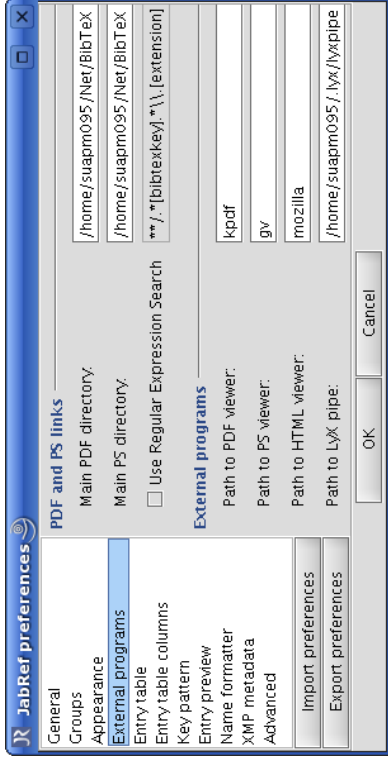 JabRef preferences
General
Groups
Appearance
External programs
Entry table
Entry table columns
Key pattern
Entry preview
Name formatter
XMP metadata
Advanced
Import preferences
Export preferences
PDF and PS links
Main PDF directory: /home/suapm095/Net/BibTeX
Main PS directory: /home/suapm095/Net/BibTeX
Use Regular Expression Search **/.*[bibtexkey].*\\.[extension]
External programs
Path to PDF viewer: kpdf
Path to PS viewer: gv
Path to HTML viewer: mozilla
Path to LyX pipe: /home/suapm095/.lyx/lyxpipe
OK Cancel